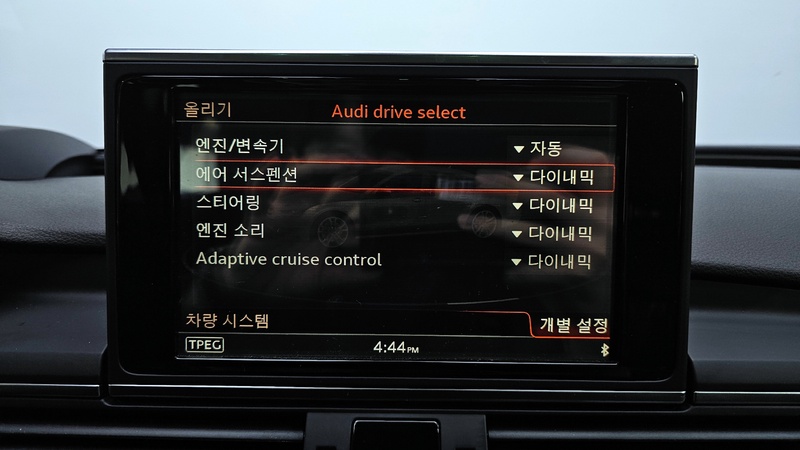 올리기 Audi drive select
엔진/변속기 자동
에어 서스펜션 다이내믹
스티어링 다이내믹
엔진 소리 다이내믹
Adaptive cruise control 다이내믹
차량 시스템 개별 설정
TPEG 4:44 PM